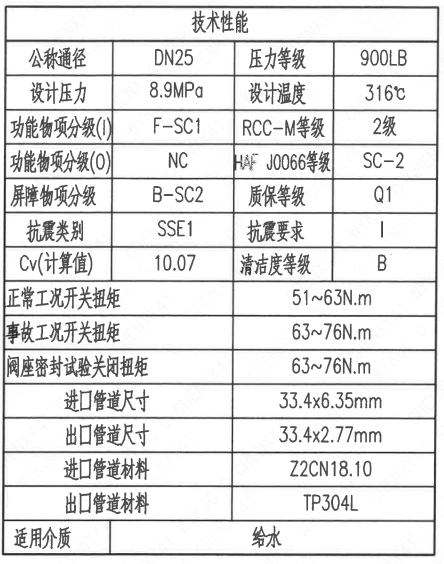 技术性能
公称通径 DN25 压力等级 900LB
设计压力 8.9MPa 设计温度 316℃
功能物项分级(I) F-SC1 RCC-M等级 2级
功能物项分级(O) NC HAF J0066等级 SC-2
屏障物项分级 B-SC2 质保等级 Q1
抗震类别 SSE1 抗震要求 I
Cv(计算值) 10.07 清洁度等级 B
正常工况开关扭矩 51~63N.m
事故工况开关扭矩 63~76N.m
阀座密封试验关闭扭矩 63~76N.m
进口管道尺寸 33.4x6.35mm
出口管道尺寸 33.4x2.77mm
进口管道材料 Z2CN18.10
出口管道材料 TP304L
适用介质 给水